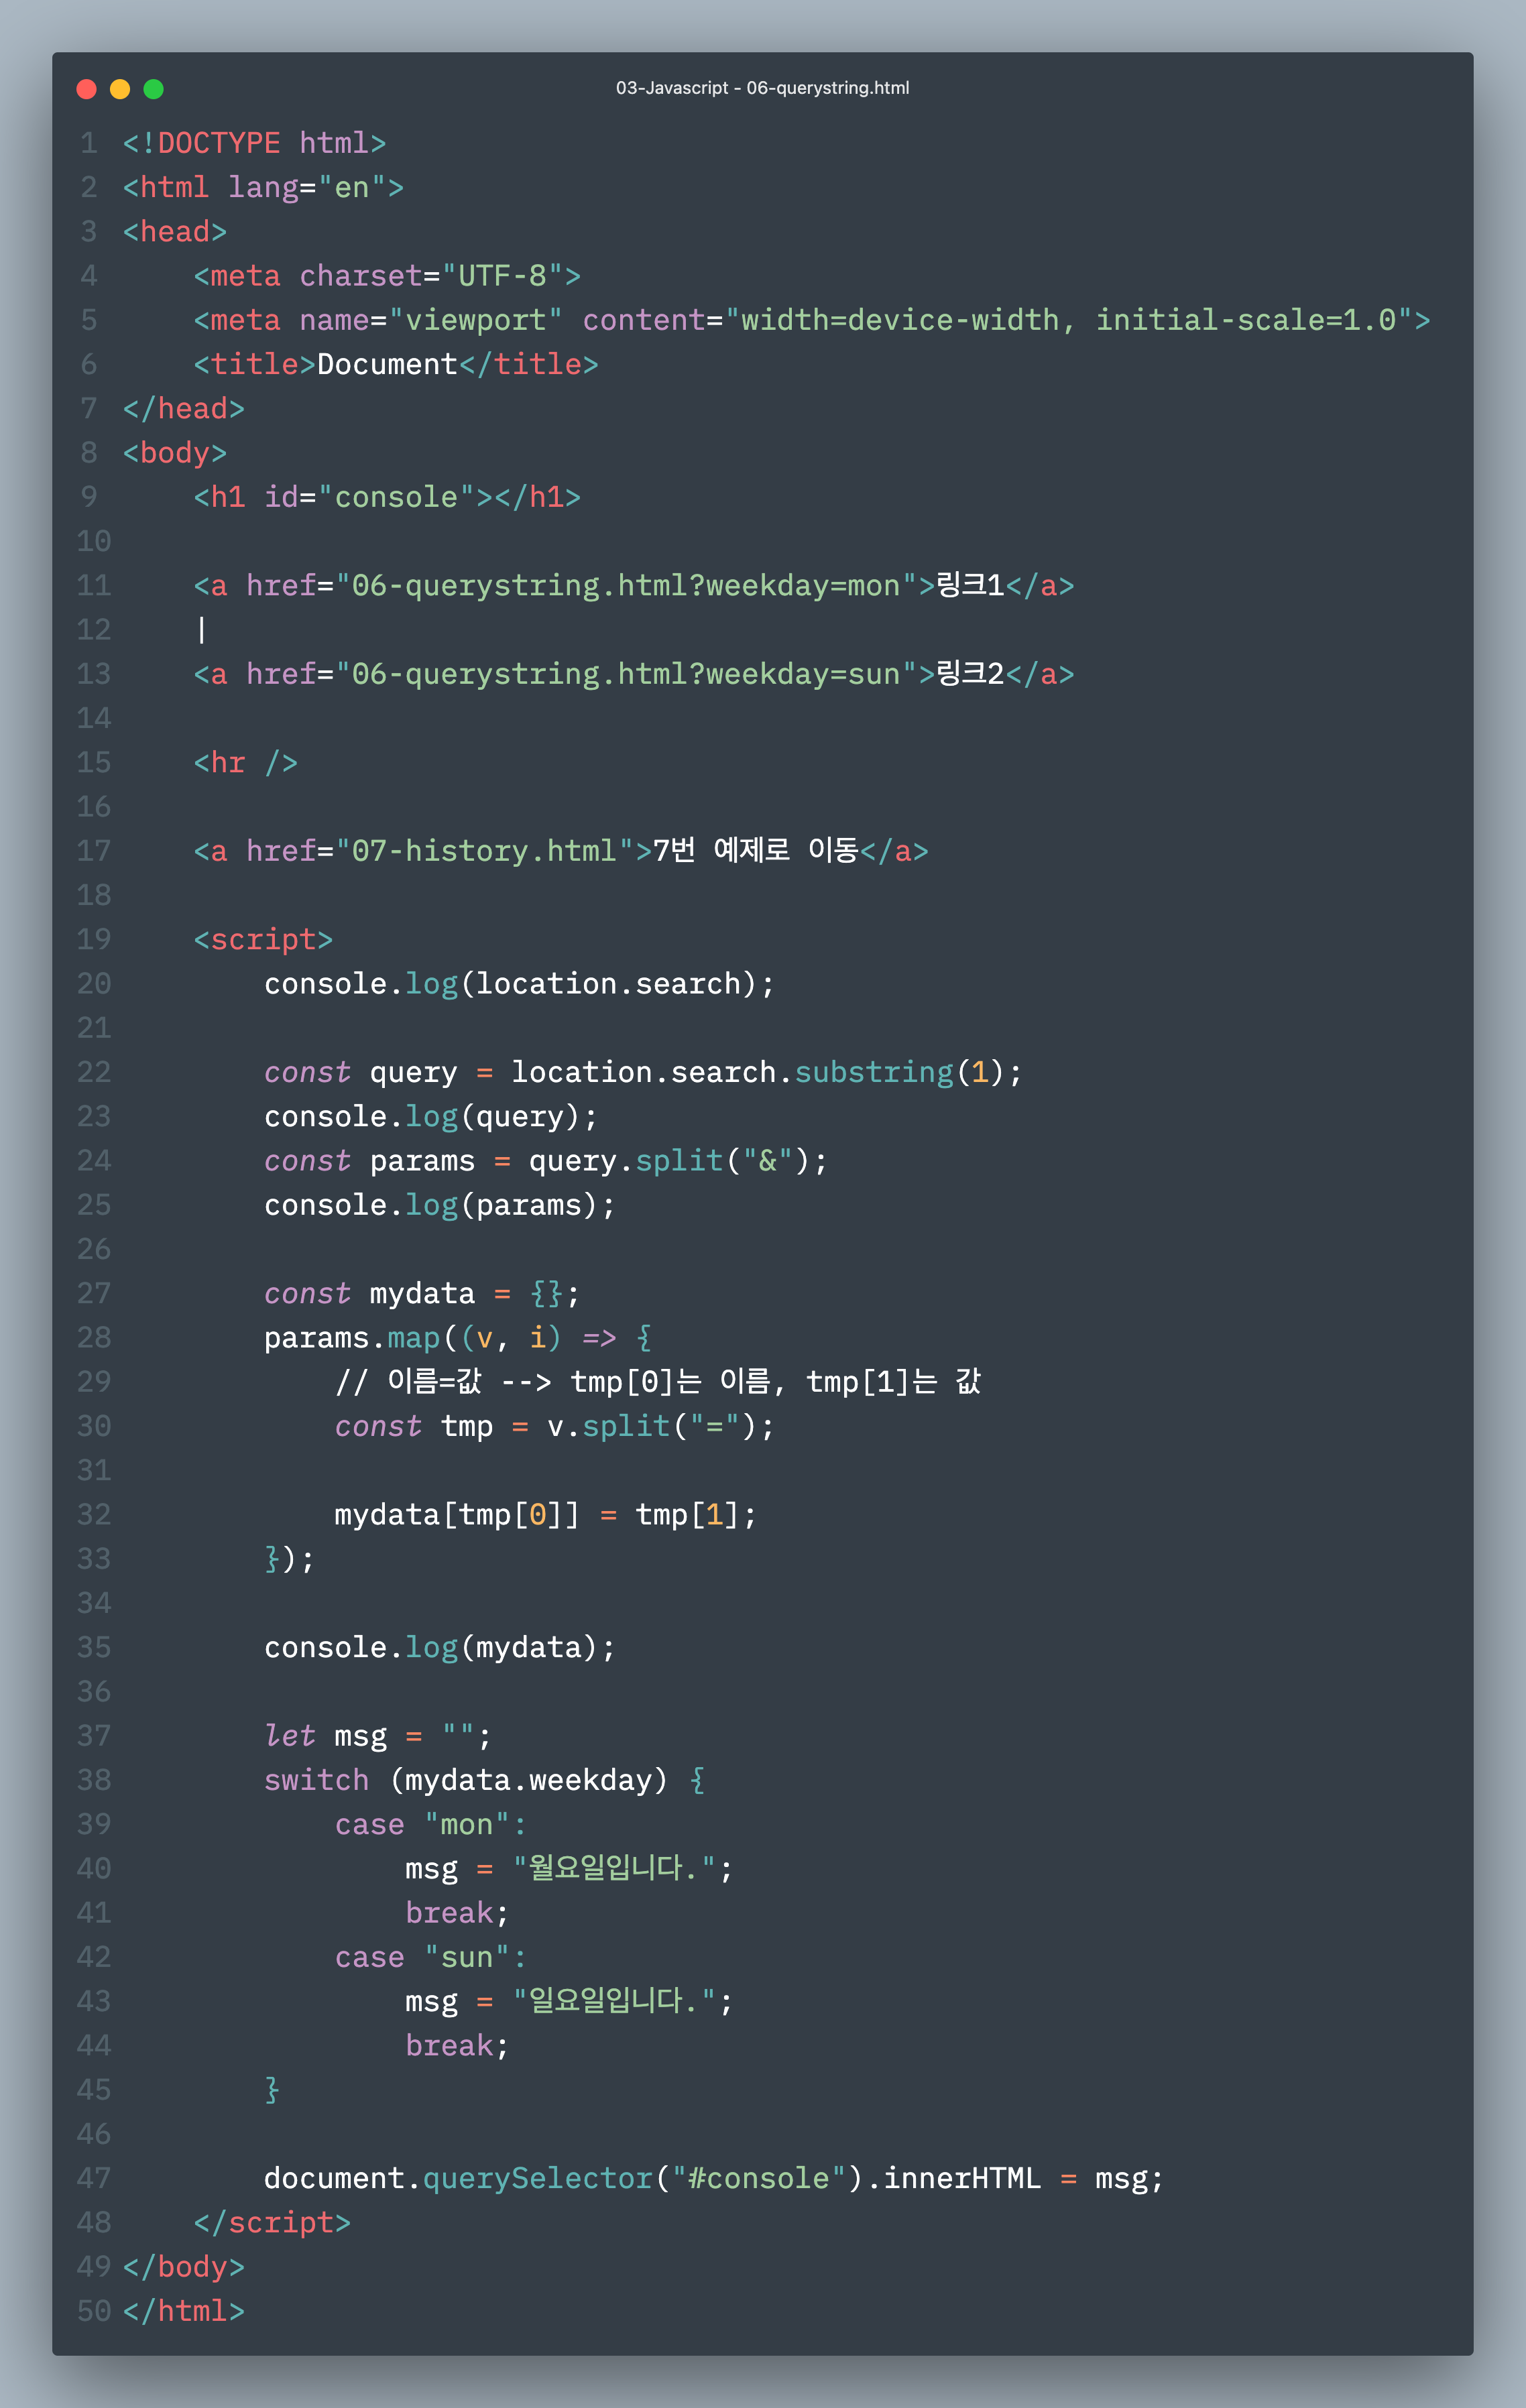 03-Javascript - 06-querystring.html
1 <!DOCTYPE html>
2 <html lang="en">
3 <head>
4     <meta charset="UTF-8">
5     <meta name="viewport" content="width=device-width, initial-scale=1.0">
6     <title>Document</title>
7 </head>
8 <body>
9     <h1 id="console"></h1>
10
11     <a href="06-querystring.html?weekday=mon">링크1</a>
12     |
13     <a href="06-querystring.html?weekday=sun">링크2</a>
14
15     <hr />
16
17     <a href="07-history.html">7번 예제로 이동</a>
18
19     <script>
20         console.log(location.search);
21
22         const query = location.search.substring(1);
23         console.log(query);
24         const params = query.split("&");
25         console.log(params);
26
27         const mydata = {};
28         params.map((v, i) => {
29             // 이름=값 --> tmp[0]는 이름, tmp[1]는 값
30             const tmp = v.split("=");
31
32             mydata[tmp[0]] = tmp[1];
33         });
34
35         console.log(mydata);
36
37         let msg = "";
38         switch (mydata.weekday) {
39             case "mon":
40                 msg = "월요일입니다.";
41                 break;
42             case "sun":
43                 msg = "일요일입니다.";
44                 break;
45         }
46
47         document.querySelector("#console").innerHTML = msg;
48     </script>
49 </body>
50 </html>